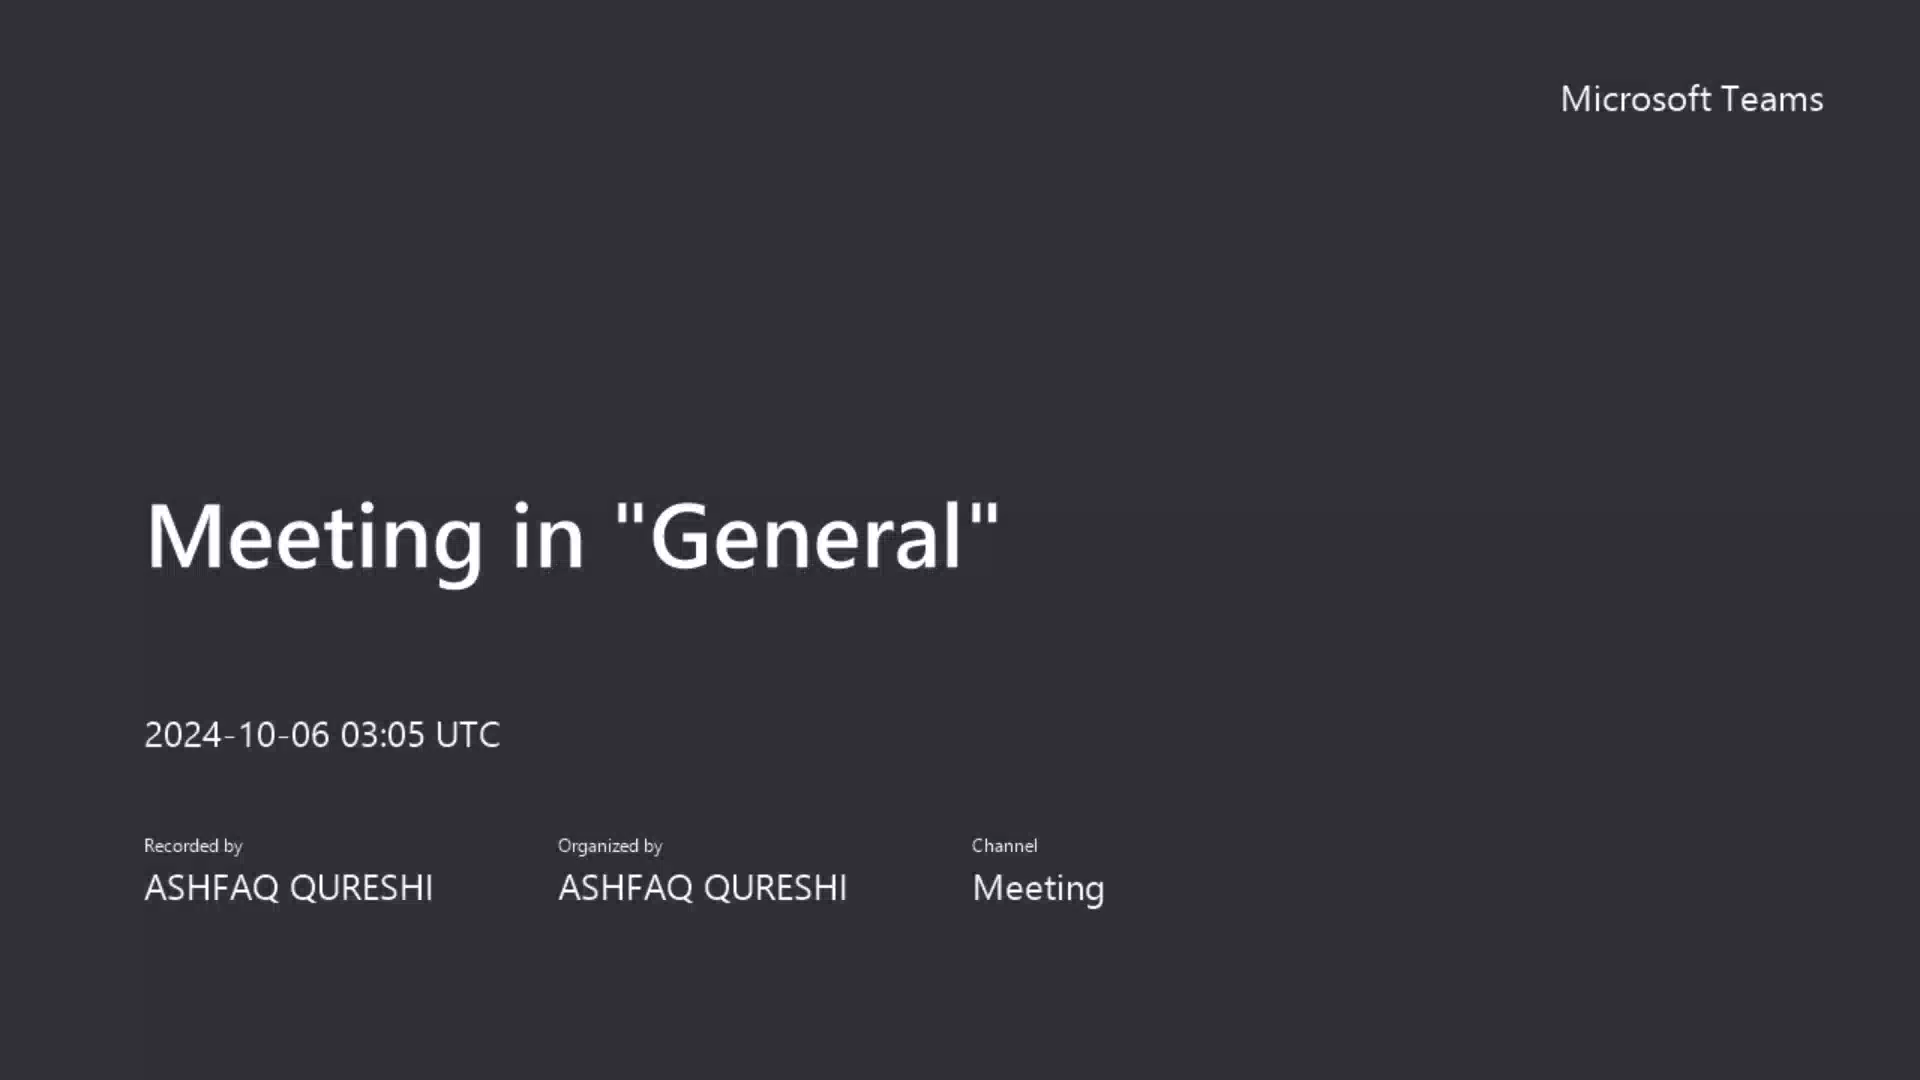 Microsoft Teams
Meeting in "General"
2024-10-06 03:05 UTC
Recorded by
ASHFAQ QURESHI
Organized by
ASHFAQ QURESHI
Channel
Meeting